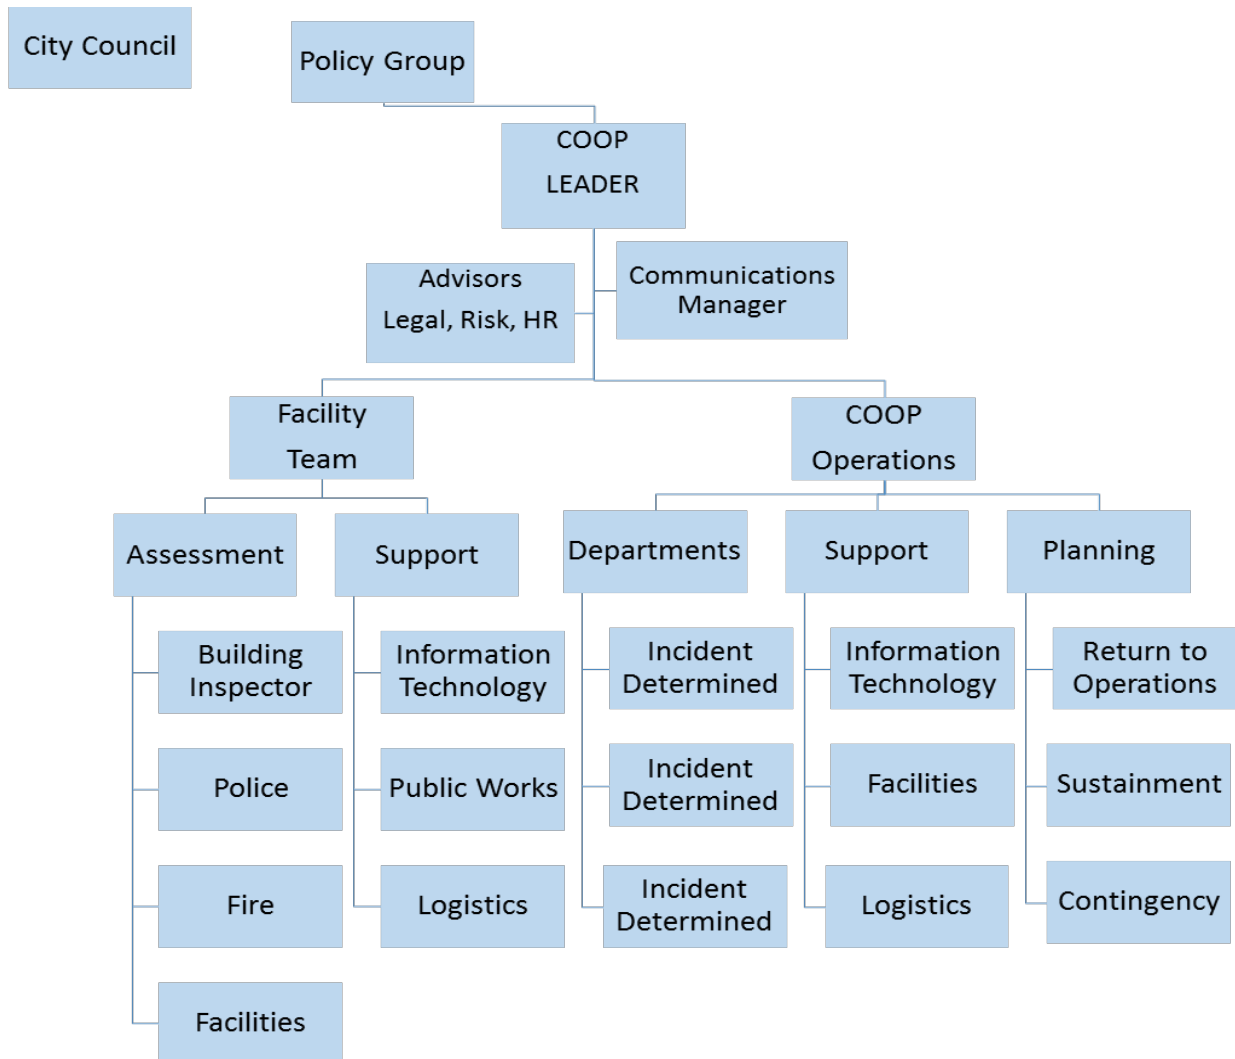 City Council
Policy Group
COOP
LEADER
Advisors
Legal, Risk, HR
Communications
Manager
Facility
Team
COOP
Operations
Assessment
Support
Departments
Support
Planning
Building
Inspector
Information
Technology
Incident
Determined
Information
Technology
Return to
Operations
Police
Public Works
Incident
Determined
Facilities
Sustainment
Fire
Logistics
Incident
Determined
Logistics
Contingency
Facilities